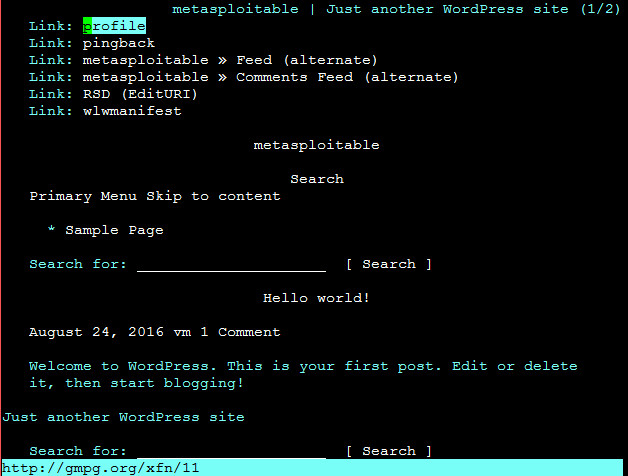 metasploitable | Just another WordPress site (1/2)
Link: profile
Link: pingback
Link: metasploitable » Feed (alternate)
Link: metasploitable » Comments Feed (alternate)
Link: RSD (EditURI)
Link: wlwmanifest
metasploitable
Search
Primary Menu Skip to content
* Sample Page
Search for: ______________________ [ Search ]
Hello world!
August 24, 2016 vm 1 Comment
Welcome to WordPress. This is your first post. Edit or delete
it, then start blogging!
Just another WordPress site
Search for: ______________________ [ Search ]
http://gmpg.org/xfn/11